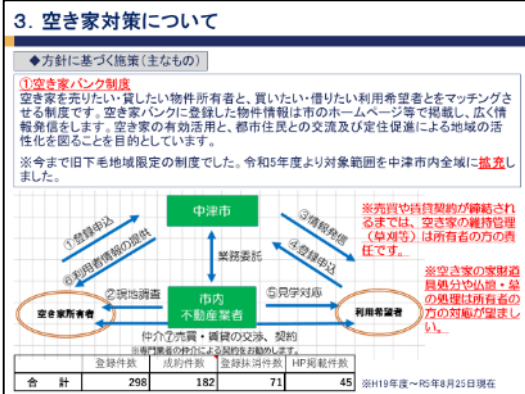 3．空き家対策について
◆方針に基づく施策（主なもの）
①空き家バンク制度
空き家を売りたい・貸したい物件所有者と、買いたい・借りたい利用希望者とをマッチングさ
せる制度です。空き家バンクに登録した物件情報は市のホームページ等で掲載し、広く情
報発信をします。空き家の有効活用と、都市住民との交流及び定住促進による地域の活
性化を図ることを目的としています。
※今まで旧下毛地域限定の制度でした。令和5年度より対象範囲を中津市内全域に拡充し
ました。
中津市
①登録申込
⑥利用者情報の提供
業務委託
③情報発信
④登録申込
※売買や賃貸契約が締結され
るまでは、空き家の維持管理
（草刈等）は所有者の方の責
任です。
②現地調査
市内
不動産業者
⑤見学対応
空き家所有者
利用希望者
※空き家の家財道
具処分や仏壇・墓
の処理は所有者の
方の対応が望まし
い。
仲介⑦売買・賃貸の交渉、契約
※専門業者の仲介による契約をお勧めします。
登録件数 成約件数 登録抹消件数 HP掲載件数
合 計 298 182 71 45
※H19年度～R5年8月25日現在